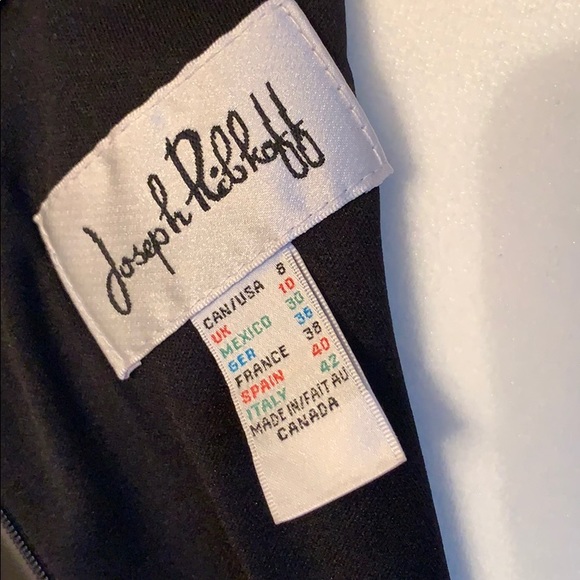 Joseph Ribkoff
CAN/USA 8
UK 10
MEXICO 30
GER 36
FRANCE 38
SPAIN 40
ITALY 42
MADE IN/FAIT AU
CANADA